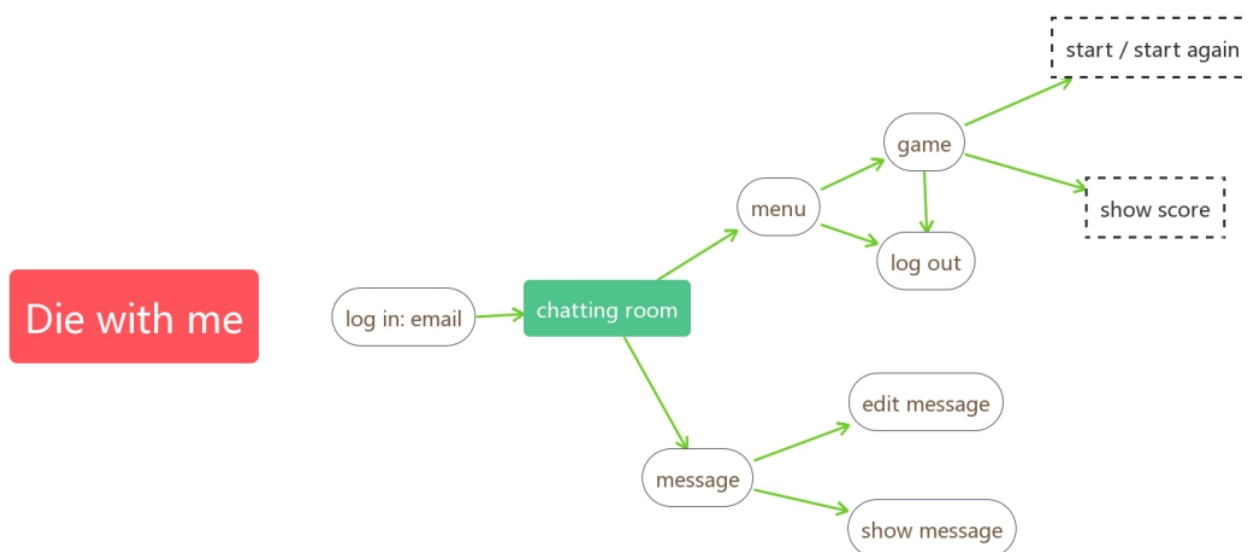 Die with me
log in: email
chatting room
menu
game
start / start again
show score
log out
message
edit message
show message